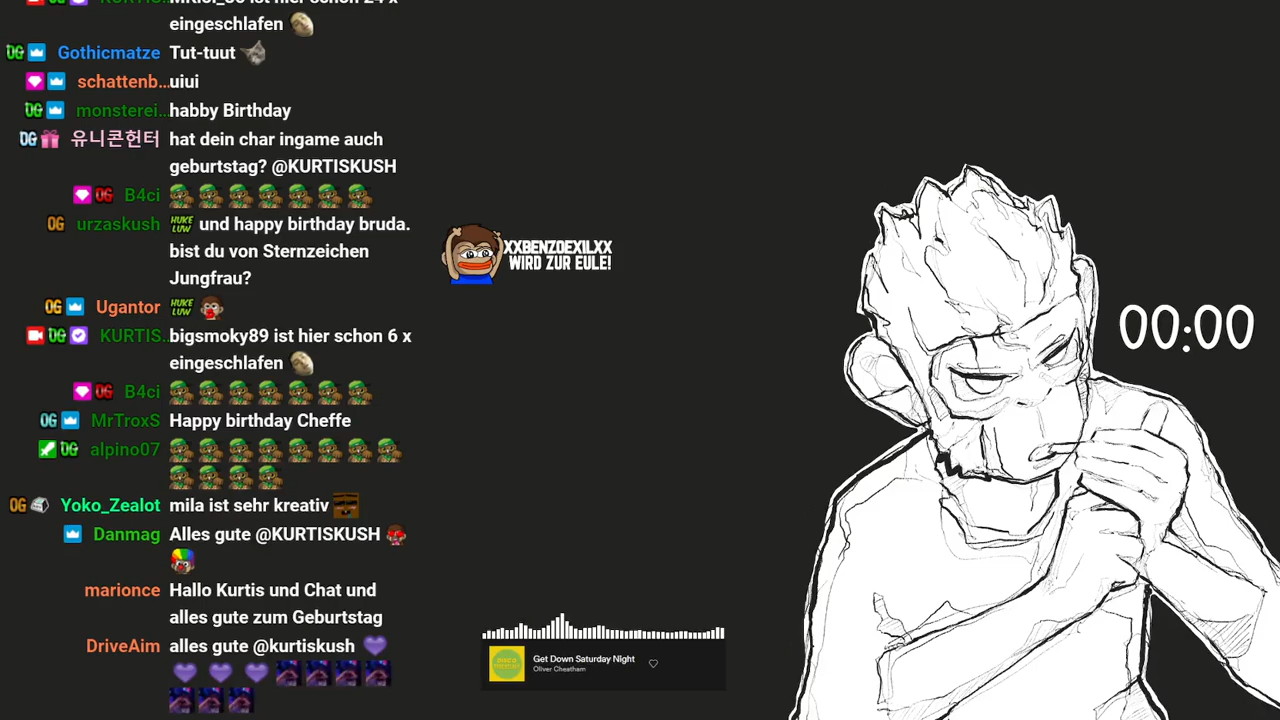 eingeschlafen
Gothicmatze Tut-tuut
schattenb… uiui
monsterei… habby Birthday
유니콘헌터 hat dein char ingame auch
geburtstag? @KURTISKUSH
B4ci
urzaskush HUKE LUW und happy birthday bruda.
bist du von Sternzeichen
Jungfrau?
Ugantor HUKE LUW
KURTIS… bigsmoky89 ist hier schon 6 x
eingeschlafen
B4ci
MrTroxS Happy birthday Cheffe
alpino07
Yoko_Zealot mila ist sehr kreativ
Danmag Alles gute @KURTISKUSH
marionce Hallo Kurtis und Chat und
alles gute zum Geburtstag
DriveAim alles gute @kurtiskush
XXBENZOEXILXX
WIRD ZUR EULE!
00:00
Get Down Saturday Night
Oliver Cheatham